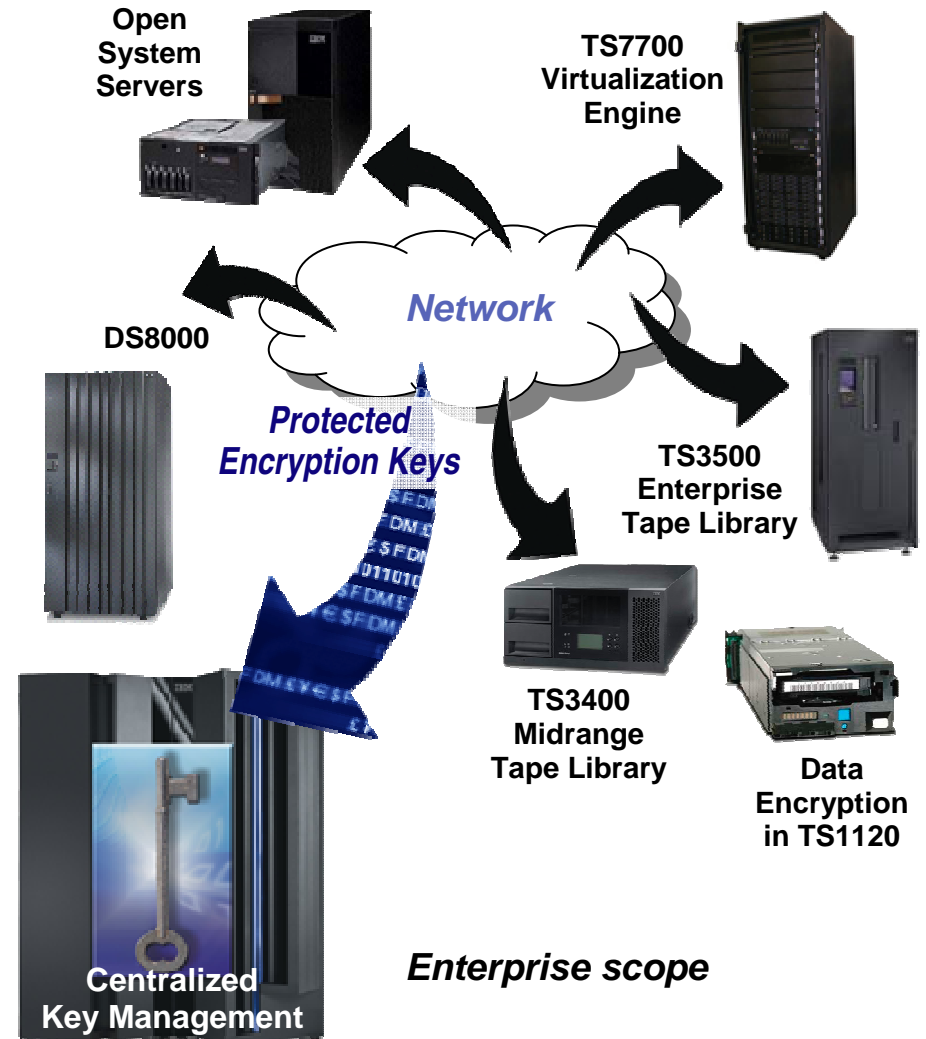 Open
System
Servers
TS7700
Virtualization
Engine
Network
DS8000
Protected
Encryption Keys
TS3500
Enterprise
Tape Library
TS3400
Midrange
Tape Library
Data
Encryption
in TS1120
Centralized
Key Management
Enterprise scope